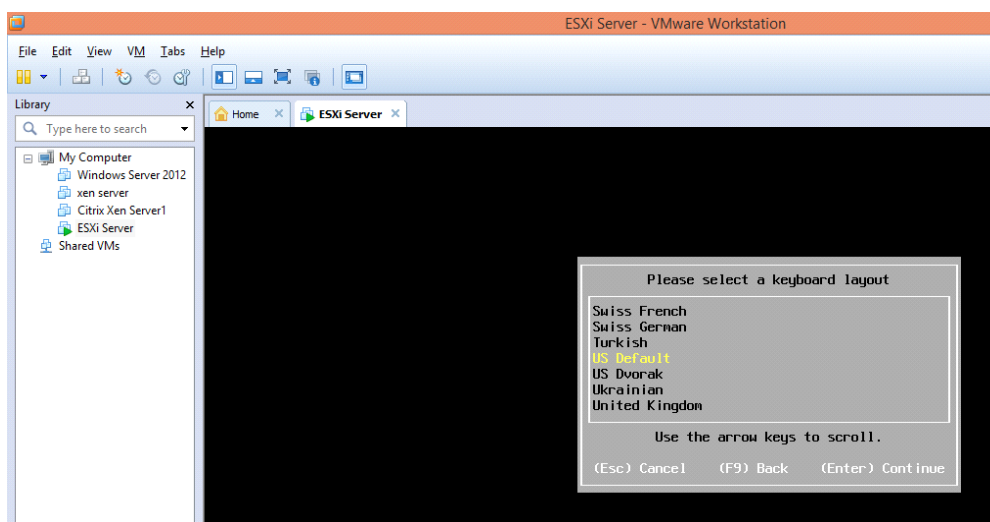 ESXi Server - VMware Workstation
File Edit View VM Tabs Help
Library
Type here to search
My Computer
Windows Server 2012
xen server
Citrix Xen Server1
ESXi Server
Shared VMs
Home
ESXi Server
Please select a keyboard layout
Swiss French
Swiss German
Turkish
US Default
US Dvorak
Ukrainian
United Kingdom
Use the arrow keys to scroll.
(Esc) Cancel (F9) Back (Enter) Continue